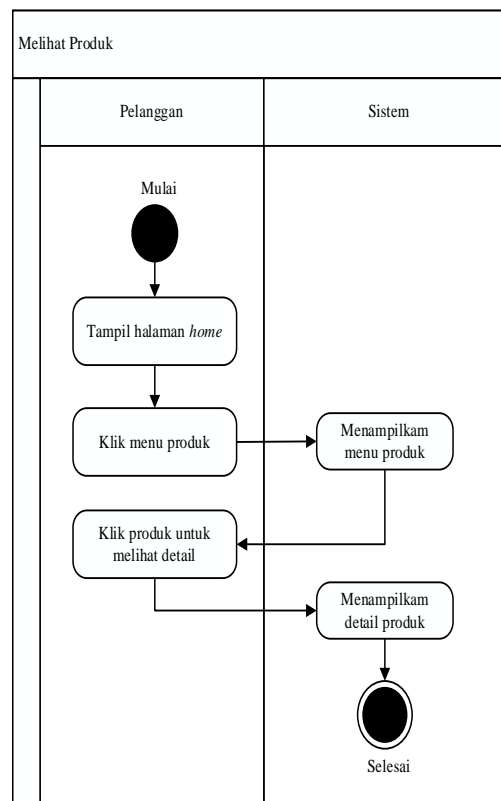 Melihat Produk
Pelanggan
Sistem
Mulai
Tampil halaman home
Klik menu produk
Menampilkam
menu produk
Klik produk untuk
melihat detail
Menampilkam
detail produk
Selesai